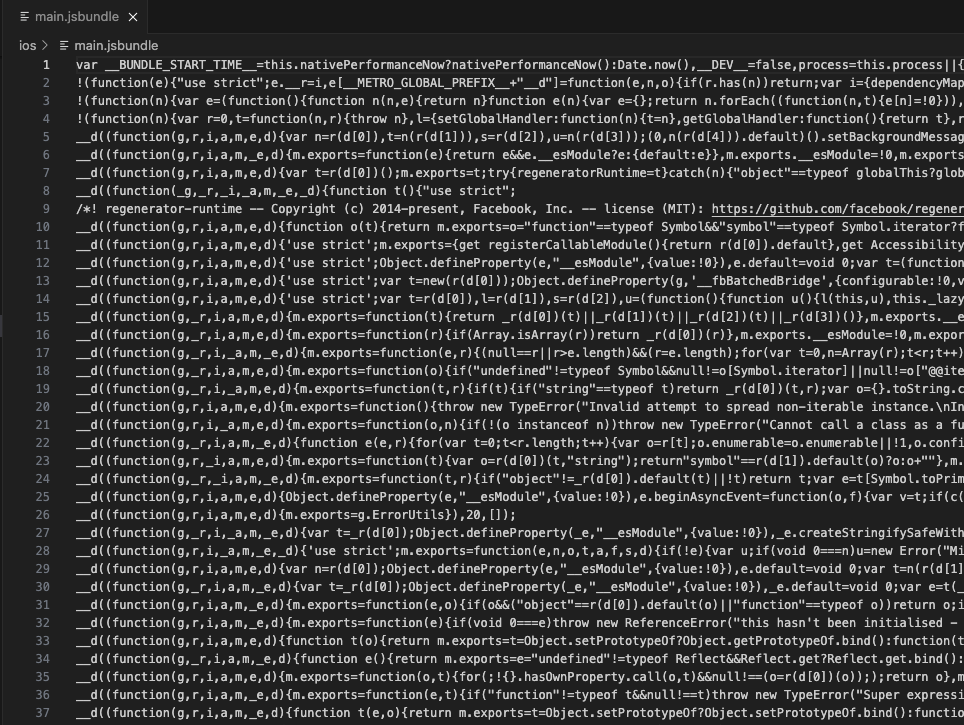 main.jsbundle
ios > main.jsbundle
1 var __BUNDLE_START_TIME__=this.nativePerformanceNow?nativePerformanceNow():Date.now(),__DEV__=false,process=this.process||{
2 !(function(e){"use strict";e.__r=i,e[__METRO_GLOBAL_PREFIX__+"__d"]=function(e,n,o){if(r.has(n))return;var i={dependencyMap
3 !(function(n){var e=(function(){function n(n,e){return n}function e(n){var e={};return n.forEach((function(n,t){e[n]=!0})),
4 !(function(n){var r=0,t=function(n,r){throw n},l={setGlobalHandler:function(n){t=n},getGlobalHandler:function(){return t},r
5 __d((function(g,r,i,a,m,e,d){var n=r(d[0]),t=n(r(d[1])),s=r(d[2]),u=n(r(d[3]));(0,n(r(d[4])).default)().setBackgroundMessag
6 __d((function(g,r,i,a,m,_e,d){m.exports=function(e){return e&&e.__esModule?e:{default:e}},m.exports.__esModule=!0,m.exports
7 __d((function(g,r,i,a,m,e,d){var t=r(d[0])();m.exports=t;try{regeneratorRuntime=t}catch(n){"object"==typeof globalThis?glob
8 __d((function(_g,_r,_i,_a,m,_e,_d){function t(){"use strict";
9 /*! regenerator-runtime -- Copyright (c) 2014-present, Facebook, Inc. -- license (MIT): https://github.com/facebook/regener
10 __d((function(g,r,i,a,m,e,d){function o(t){return m.exports=o="function"==typeof Symbol&&"symbol"==typeof Symbol.iterator?f
11 __d((function(g,r,i,a,m,e,d){'use strict';m.exports={get registerCallableModule(){return r(d[0]).default},get Accessibility
12 __d((function(g,r,i,a,m,e,d){'use strict';Object.defineProperty(e,"__esModule",{value:!0}),e.default=void 0;var t=(function
13 __d((function(g,r,i,a,m,e,d){'use strict';var t=new(r(d[0]));Object.defineProperty(g,'__fbBatchedBridge',{configurable:!0,v
14 __d((function(g,r,i,a,m,e,d){'use strict';var t=r(d[0]),l=r(d[1]),s=r(d[2]),u=(function(){function u(){l(this,u),this._lazy
15 __d((function(g,_r,i,a,m,e,d){m.exports=function(t){return _r(d[0])(t)||_r(d[1])(t)||_r(d[2])(t)||_r(d[3])()},m.exports.__e
16 __d((function(g,_r,i,a,m,e,d){m.exports=function(r){if(Array.isArray(r))return _r(d[0])(r)},m.exports.__esModule=!0,m.expor
17 __d((function(g,_r,i,_a,m,_e,d){m.exports=function(e,r){(null==r||r>e.length)&&(r=e.length);for(var t=0,n=Array(r);t<r;t++)
18 __d((function(g,r,i,a,m,e,d){m.exports=function(o){if("undefined"!=typeof Symbol&&null!=o[Symbol.iterator]||null!=o["@@ite
19 __d((function(g,_r,i,_a,m,e,d){m.exports=function(t,r){if(t){if("string"==typeof t)return _r(d[0])(t,r);var o={}.toString.c
20 __d((function(g,r,i,a,m,e,d){m.exports=function(){throw new TypeError("Invalid attempt to spread non-iterable instance.\nIn
21 __d((function(g,r,i,a,m,e,d){m.exports=function(o,n){if(!(o instanceof n))throw new TypeError("Cannot call a class as a fu
22 __d((function(g,_r,i,a,m,_e,d){function e(e,r){for(var t=0;t<r.length;t++){var o=r[t];o.enumerable=o.enumerable||!1,o.confi
23 __d((function(g,r,_i,a,m,e,d){m.exports=function(t){var o=r(d[0])(t,"string");return"symbol"==r(d[1]).default(o)?o:o+""},m.
24 __d((function(g,_r,_i,a,m,_e,d){m.exports=function(t,r){if("object"!=_r(d[0]).default(t)||!t)return t;var e=t[Symbol.toPrim
25 __d((function(g,r,i,a,m,e,d){Object.defineProperty(e,"__esModule",{value:!0}),e.beginAsyncEvent=function(o,f){var v=t;if(c(
26 __d((function(g,r,i,a,m,e,d){m.exports=g.ErrorUtils}),20,[]);
27 __d((function(g,_r,i,a,m,_e,d){var t=_r(d[0]);Object.defineProperty(_e,"__esModule",{value:!0}),_e.createStringifySafeWith
28 __d((function(g,r,i,_a,m,_e,_d){'use strict';m.exports=function(e,n,o,t,a,f,s,d){if(!e){var u;if(void 0===n)u=new Error("Mi
29 __d((function(g,r,i,a,m,e,d){var n=r(d[0]);Object.defineProperty(e,"__esModule",{value:!0}),e.default=void 0;var t=n(r(d[1]
30 __d((function(g,_r,i,a,m,_e,d){var t=_r(d[0]);Object.defineProperty(_e,"__esModule",{value:!0}),_e.default=void 0;var e=t(_
31 __d((function(g,r,i,a,m,_e,d){m.exports=function(e,o){if(o&&("object"==r(d[0]).default(o)||"function"==typeof o))return o;i
32 __d((function(g,r,i,a,m,_e,d){m.exports=function(e){if(void 0===e)throw new ReferenceError("this hasn't been initialised -
33 __d((function(g,r,i,a,m,e,d){function t(o){return m.exports=t=Object.setPrototypeOf?Object.getPrototypeOf.bind():function(t
34 __d((function(g,_r,i,a,m,_e,d){function e(){return m.exports=e="undefined"!=typeof Reflect&&Reflect.get?Reflect.get.bind():
35 __d((function(g,r,i,a,m,e,d){m.exports=function(o,t){for(;!{}.hasOwnProperty.call(o,t)&&null!==(o=r(d[0])(o)););return o},m
36 __d((function(g,r,i,a,m,_e,d){m.exports=function(e,t){if("function"!=typeof t&&null!==t)throw new TypeError("Super expressi
37 __d((function(g,r,i,a,m,_e,d){function t(e,o){return m.exports=t=Object.setPrototypeOf?Object.setPrototypeOf.bind():functio